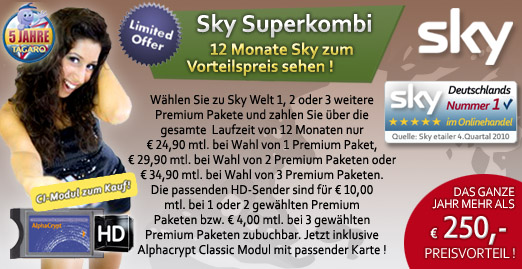 5 JAHRE
TAGARO
Limited
Offer
Sky Superkombi
12 Monate Sky zum
Vorteilspreis sehen !
sky
sky
Deutschlands
Nummer 1
im Onlinehandel
Quelle: Sky etailer 4.Quartal 2010
Wählen Sie zu Sky Welt 1, 2 oder 3 weitere
Premium Pakete und zahlen Sie über die
gesamte Laufzeit von 12 Monaten nur
€ 24,90 mtl. bei Wahl von 1 Premium Paket,
€ 29,90 mtl. bei Wahl von 2 Premium Paketen oder
€ 34,90 mtl. bei Wahl von 3 Premium Paketen.
Die passenden HD-Sender sind für € 10,00
mtl. bei 1 oder 2 gewählten Premium
Paketen bzw. € 4,00 mtl. bei 3 gewählten
Premium Paketen zubuchbar. Jetzt inklusive
Alphacrypt Classic Modul mit passender Karte !
CI-Modul zum Kauf!
AlphaCrypt
HD
DAS GANZE
JAHR MEHR ALS
€ 250,-
PREISVORTEIL !